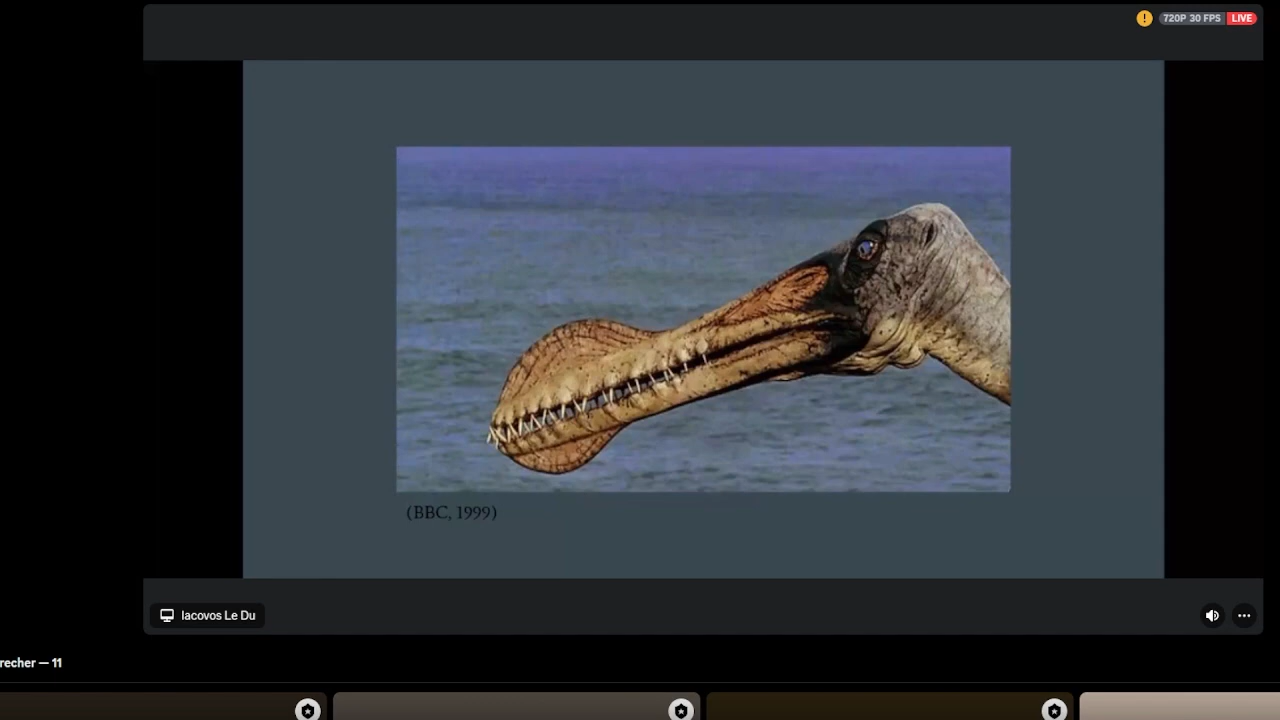 720P 30 FPS LIVE
(BBC, 1999)
Iacovos Le Du
recher — 11